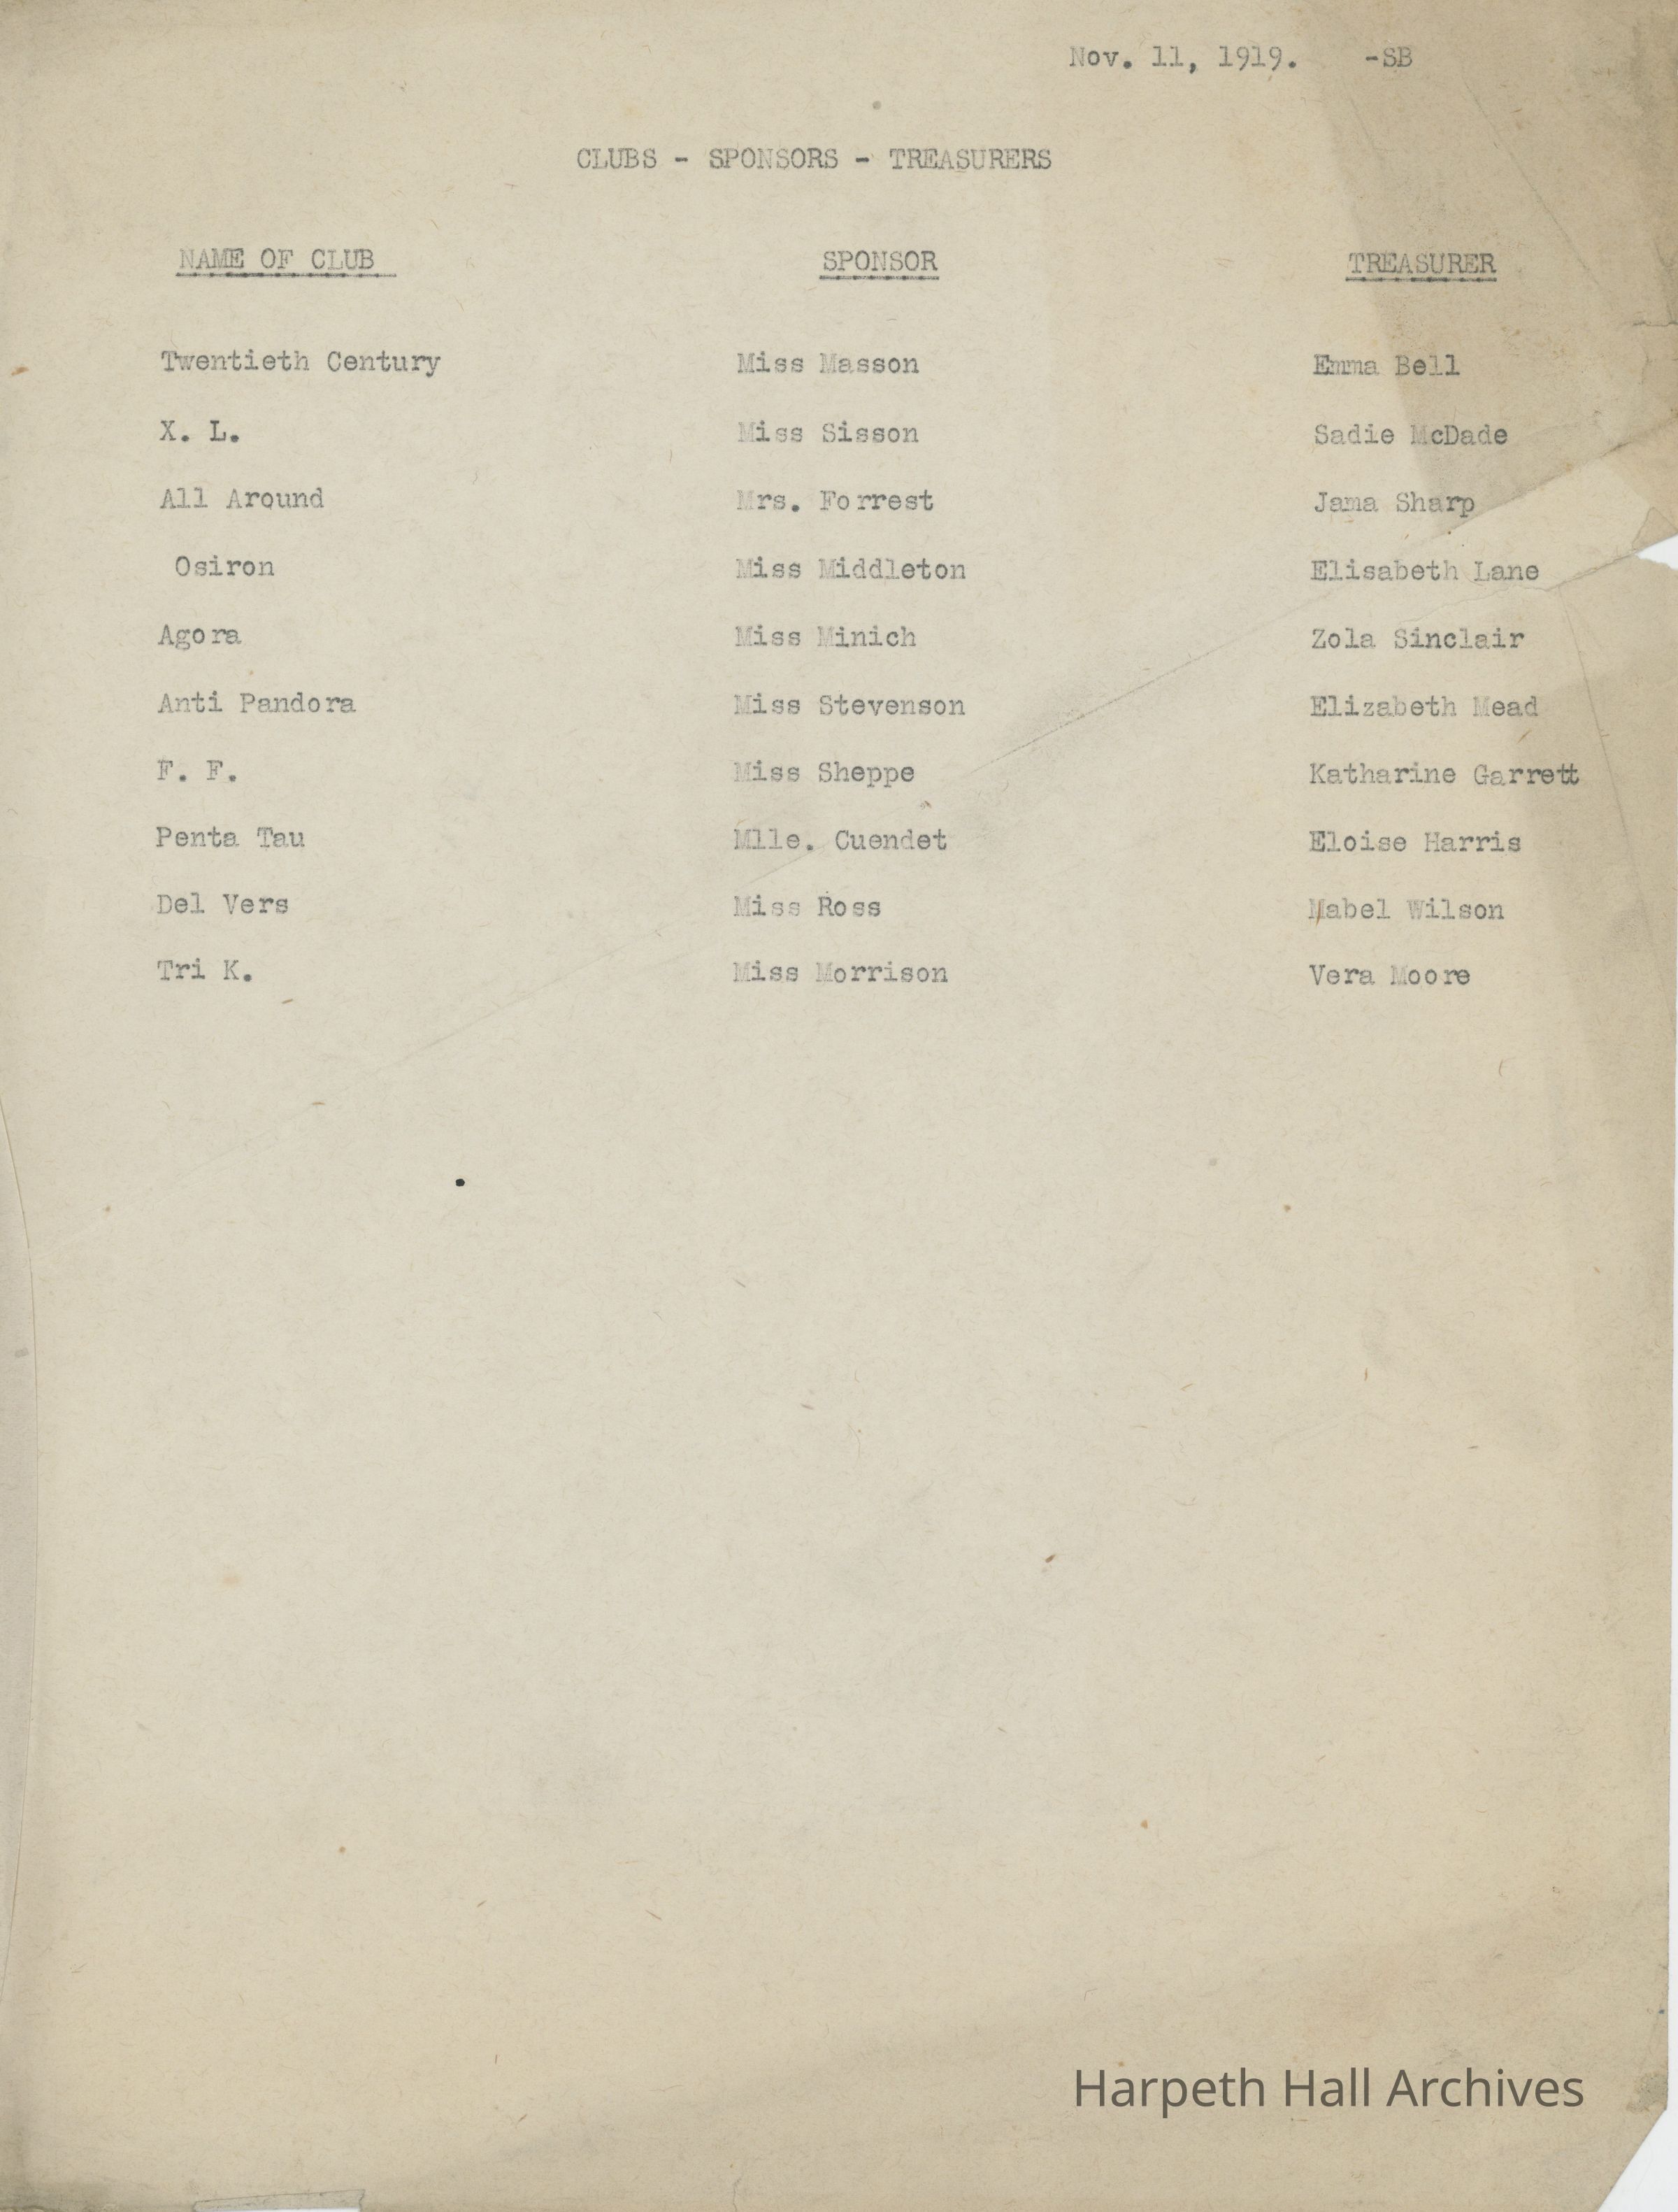 Nov. 11, 1919. -SB
CLUBS - SPONSORS - TREASURERS
NAME OF CLUB SPONSOR TREASURER
Twentieth Century Miss Masson Emma Bell
X. L. Miss Sisson Sadie McDade
All Around Mrs. Forrest Jama Sharp
Osiron Miss Middleton Elisabeth Lane
Agora Miss Minich Zola Sinclair
Anti Pandora Miss Stevenson Elizabeth Mead
F. F. Miss Sheppe Katharine Garrett
Penta Tau Mlle. Cuendet Eloise Harris
Del Vers Miss Ross Mabel Wilson
Tri K. Miss Morrison Vera Moore
Harpeth Hall Archives